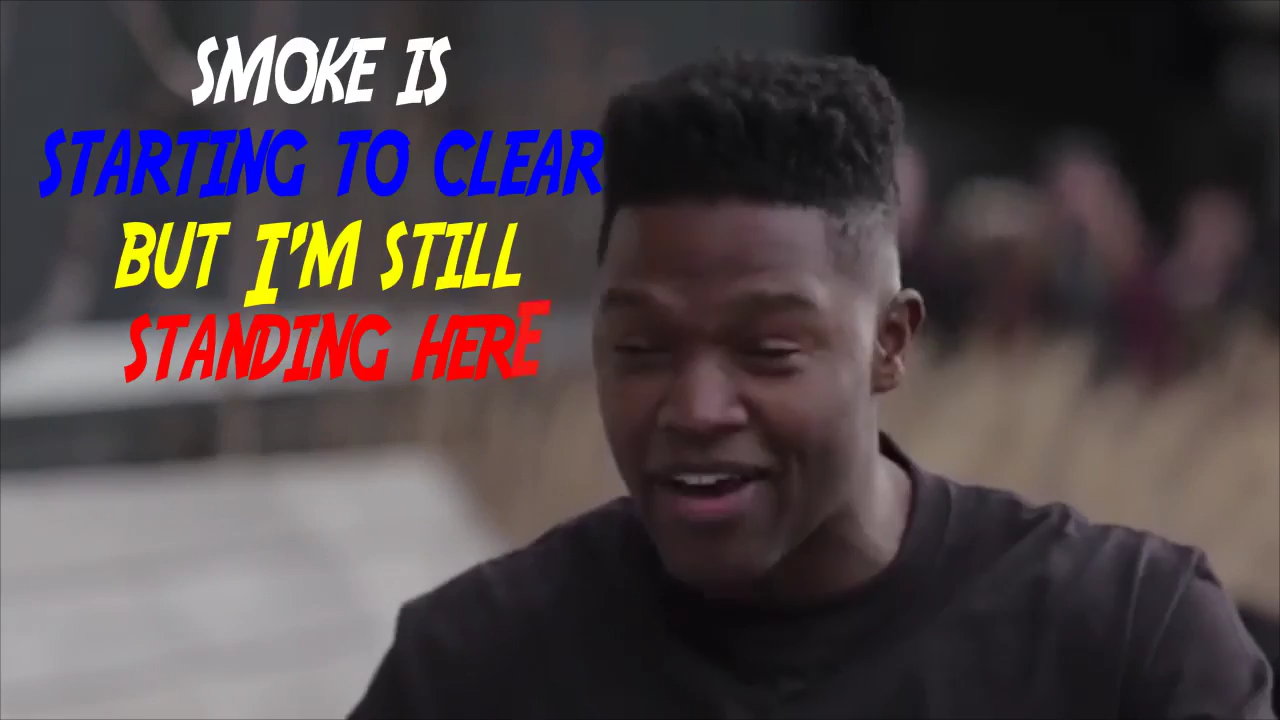 SMOKE IS
STARTING TO CLEAR
BUT I'M STILL
STANDING HERE